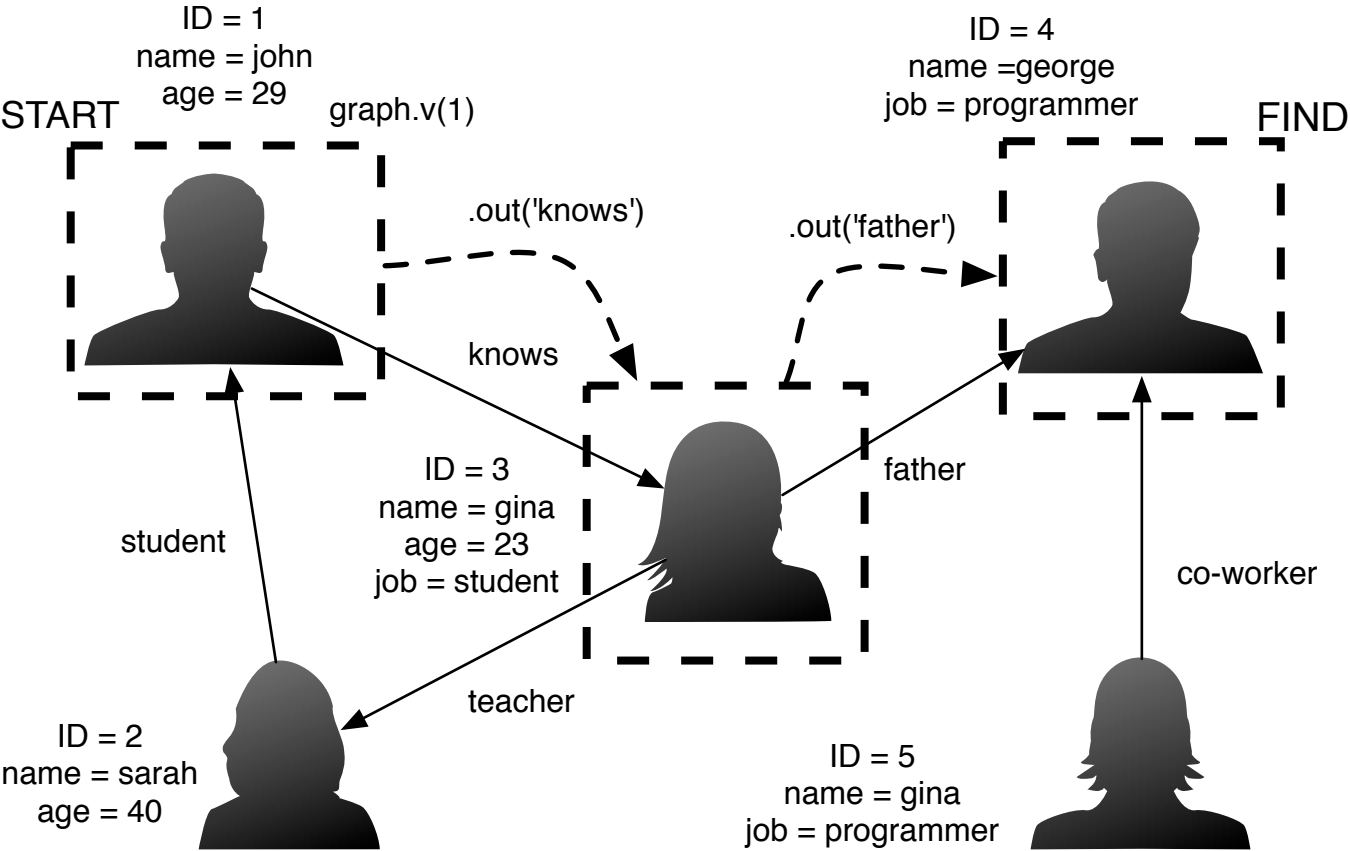 ID = 1
name = john
age = 29
START
graph.v(1)
ID = 4
name =george
job = programmer
FIND
.out('knows')
.out('father')
knows
father
ID = 3
name = gina
age = 23
job = student
student
co-worker
teacher
ID = 2
name = sarah
age = 40
ID = 5
name = gina
job = programmer